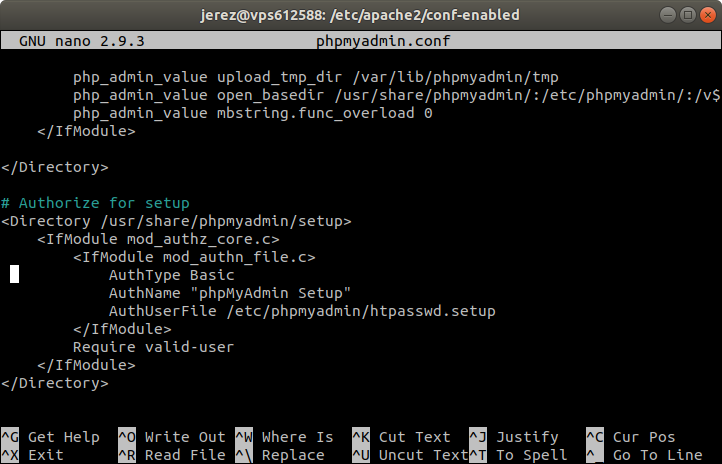 jerez@vps612588: /etc/apache2/conf-enabled
GNU nano 2.9.3 phpmyadmin.conf
php_admin_value upload_tmp_dir /var/lib/phpmyadmin/tmp
php_admin_value open_basedir /usr/share/phpmyadmin/:/etc/phpmyadmin/:/v$
php_admin_value mbstring.func_overload 0
</IfModule>
</Directory>
# Authorize for setup
<Directory /usr/share/phpmyadmin/setup>
<IfModule mod_authz_core.c>
<IfModule mod_authn_file.c>
AuthType Basic
AuthName "phpMyAdmin Setup"
AuthUserFile /etc/phpmyadmin/htpasswd.setup
</IfModule>
Require valid-user
</IfModule>
</Directory>
^G Get Help ^O Write Out ^W Where Is ^K Cut Text ^J Justify ^C Cur Pos
^X Exit ^R Read File ^\ Replace ^U Uncut Text ^T To Spell ^_ Go To Line